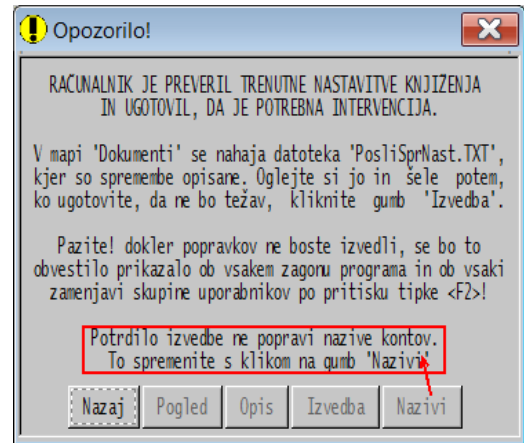 Opozorilo!
RAČUNALNIK JE PREVERIL TRENUTNE NASTAVITVE KNJIŽENJA
IN UGOTOVIL, DA JE POTREBNA INTERVENCIJA.
V mapi 'Dokumenti' se nahaja datoteka 'PosliSprNast.TXT',
kjer so spremembe opisane. Oglejte si jo in šele potem,
ko ugotovite, da ne bo težav, kliknite gumb 'Izvedba'.
Pazite! dokler popravkov ne boste izvedli, se bo to
obvestilo prikazalo ob vsakem zagonu programa in ob vsaki
zamenjavi skupine uporabnikov po pritisku tipke <F2>!
Potrdilo izvedbe ne popravi nazive kontov.
To spremenite s klikom na gumb 'Nazivi'
Nazaj Pogled Opis Izvedba Nazivi